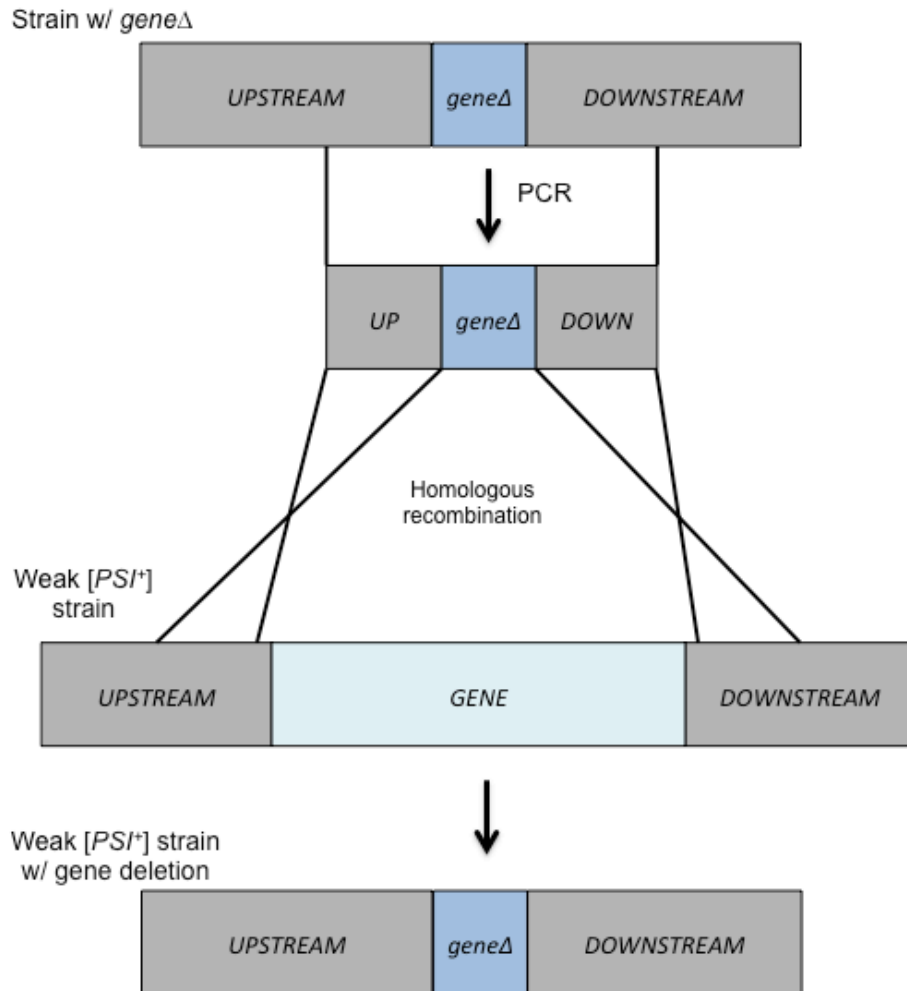 Strain w/ geneΔ
UPSTREAM geneΔ DOWNSTREAM
PCR
UP geneΔ DOWN
Homologous
recombination
Weak [PSI⁺]
strain
UPSTREAM GENE DOWNSTREAM
Weak [PSI⁺] strain
w/ gene deletion
UPSTREAM geneΔ DOWNSTREAM